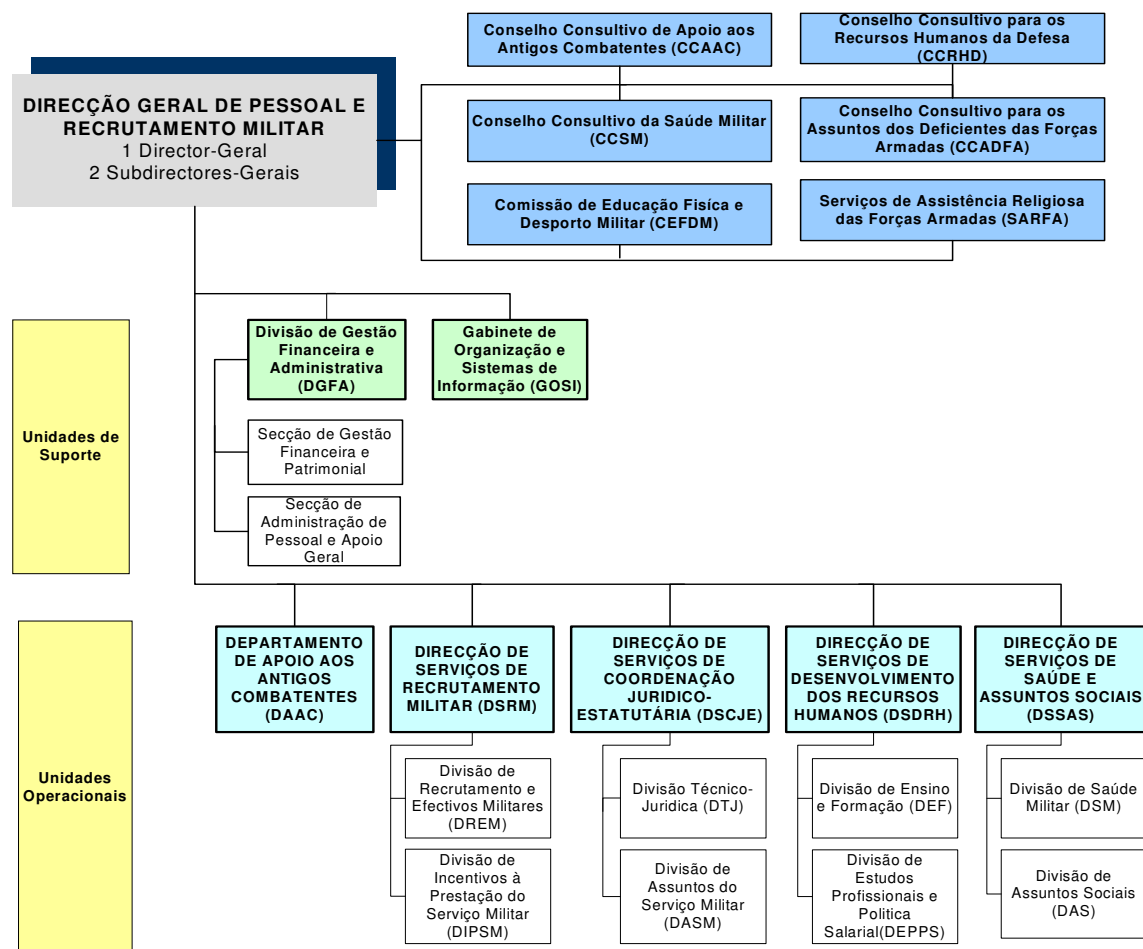 DIRECÇÃO GERAL DE PESSOAL E
RECRUTAMENTO MILITAR
1 Director-Geral
2 Subdirectores-Gerais
Conselho Consultivo de Apoio aos
Antigos Combatentes (CCAAC)
Conselho Consultivo para os
Recursos Humanos da Defesa
(CCRHD)
Conselho Consultivo da Saúde Militar
(CCSM)
Conselho Consultivo para os
Assuntos dos Deficientes das Forças
Armadas (CCADFA)
Comissão de Educação Fisíca e
Desporto Militar (CEFDM)
Serviços de Assistência Religiosa
das Forças Armadas (SARFA)
Unidades de
Suporte
Divisão de Gestão
Financeira e
Administrativa
(DGFA)
Gabinete de
Organização e
Sistemas de
Informação (GOSI)
Secção de Gestão
Financeira e
Patrimonial
Secção de
Administração de
Pessoal e Apoio
Geral
Unidades
Operacionais
DEPARTAMENTO
DE APOIO AOS
ANTIGOS
COMBATENTES
(DAAC)
DIRECÇÃO DE
SERVIÇOS DE
RECRUTAMENTO
MILITAR (DSRM)
DIRECÇÃO DE
SERVIÇOS DE
COORDENAÇÃO
JURIDICO-
ESTATUTÁRIA (DSCJE)
DIRECÇÃO DE
SERVIÇOS DE
DESENVOLVIMENTO
DOS RECURSOS
HUMANOS (DSDRH)
DIRECÇÃO DE
SERVIÇOS DE
SAÚDE E
ASSUNTOS SOCIAIS
(DSSAS)
Divisão de
Recrutamento e
Efectivos Militares
(DREM)
Divisão Técnico-
Juridica (DTJ)
Divisão de Ensino
e Formação (DEF)
Divisão de Saúde
Militar (DSM)
Divisão de
Incentivos à
Prestação do
Serviço Militar
(DIPSM)
Divisão de
Assuntos do
Serviço Militar
(DASM)
Divisão de
Estudos
Profissionais e
Politica
Salarial(DEPPS)
Divisão de
Assuntos Sociais
(DAS)